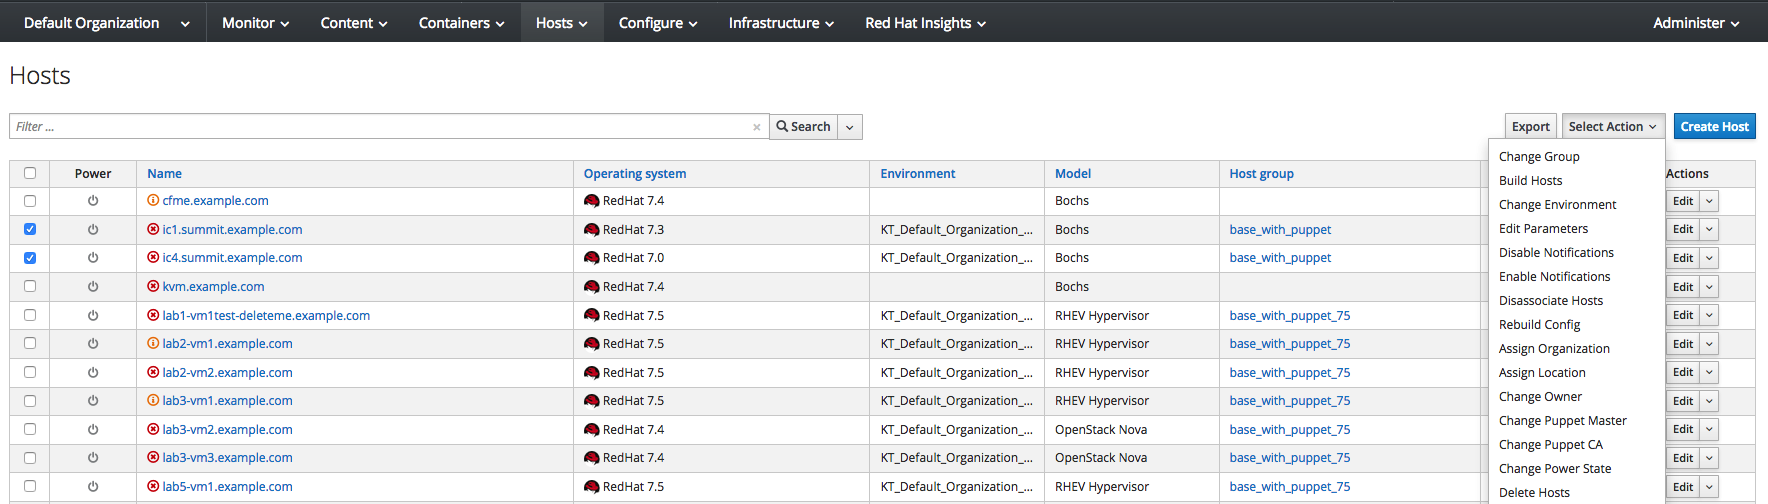 Default Organization Monitor Content Containers Hosts Configure Infrastructure Red Hat Insights Administer
Hosts
Filter ... × Search Export Select Action Create Host
Power Name Operating system Environment Model Host group Actions
cfme.example.com RedHat 7.4 Bochs Edit
ic1.summit.example.com RedHat 7.3 KT_Default_Organization_... Bochs base_with_puppet Edit
ic4.summit.example.com RedHat 7.0 KT_Default_Organization_... Bochs base_with_puppet Edit
kvm.example.com RedHat 7.4 Bochs Edit
lab1-vm1test-deleteme.example.com RedHat 7.5 KT_Default_Organization_... RHEV Hypervisor base_with_puppet_75 Edit
lab2-vm1.example.com RedHat 7.5 KT_Default_Organization_... RHEV Hypervisor base_with_puppet_75 Edit
lab2-vm2.example.com RedHat 7.5 KT_Default_Organization_... RHEV Hypervisor base_with_puppet_75 Edit
lab3-vm1.example.com RedHat 7.5 KT_Default_Organization_... RHEV Hypervisor base_with_puppet_75 Edit
lab3-vm2.example.com RedHat 7.4 KT_Default_Organization_... OpenStack Nova base_with_puppet_75 Edit
lab3-vm3.example.com RedHat 7.4 KT_Default_Organization_... OpenStack Nova base_with_puppet_75 Edit
lab5-vm1.example.com RedHat 7.5 KT_Default_Organization_... RHEV Hypervisor base_with_puppet_75 Edit
Change Group
Build Hosts
Change Environment
Edit Parameters
Disable Notifications
Enable Notifications
Disassociate Hosts
Rebuild Config
Assign Organization
Assign Location
Change Owner
Change Puppet Master
Change Puppet CA
Change Power State
Delete Hosts